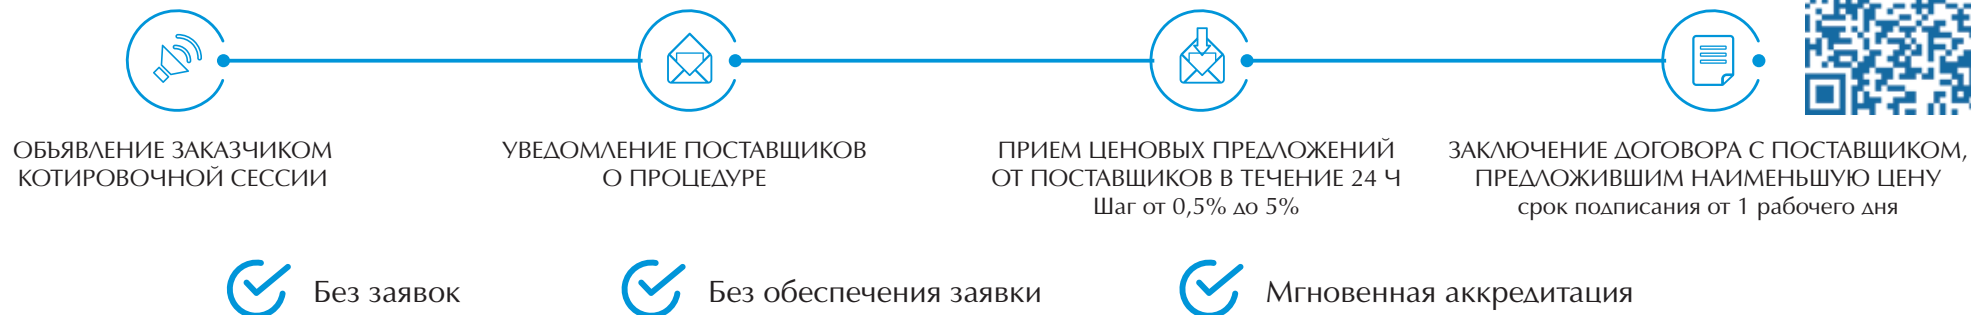 ОБЪЯВЛЕНИЕ ЗАКАЗЧИКОМ
КОТИРОВОЧНОЙ СЕССИИ
УВЕДОМЛЕНИЕ ПОСТАВЩИКОВ
О ПРОЦЕДУРЕ
ПРИЕМ ЦЕНОВЫХ ПРЕДЛОЖЕНИЙ
ОТ ПОСТАВЩИКОВ В ТЕЧЕНИЕ 24 Ч
Шаг от 0,5% до 5%
ЗАКЛЮЧЕНИЕ ДОГОВОРА С ПОСТАВЩИКОМ,
ПРЕДЛОЖИВШИМ НАИМЕНЬШУЮ ЦЕНУ
срок подписания от 1 рабочего дня
Без заявок
Без обеспечения заявки
Мгновенная аккредитация